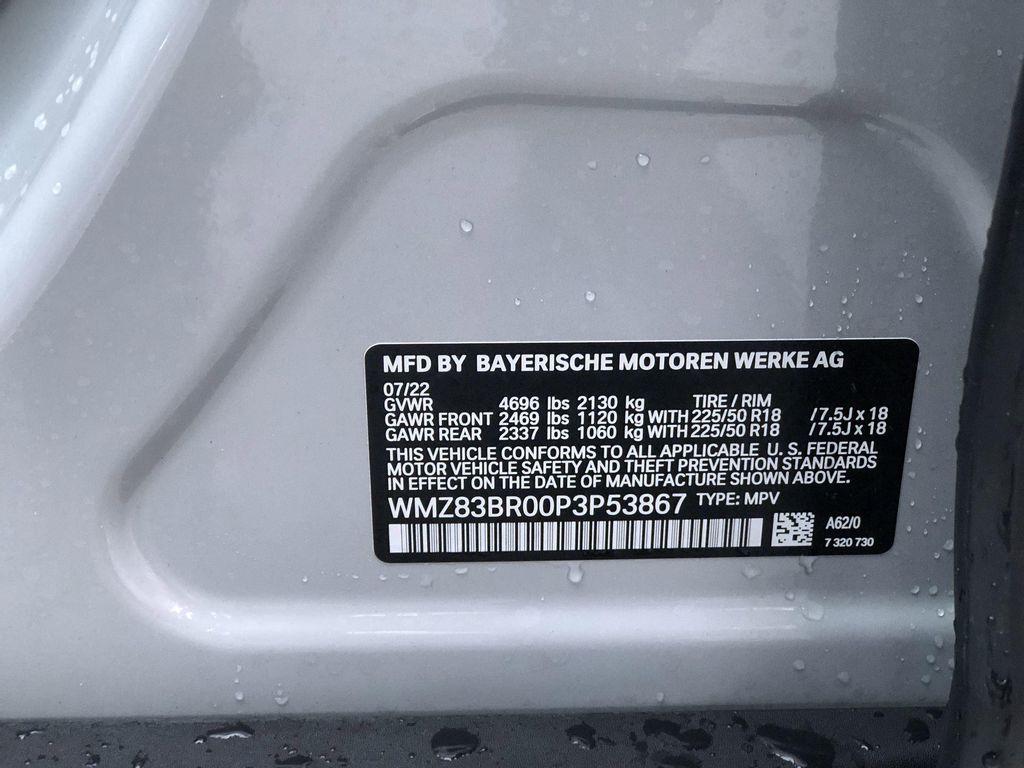 MFD BY BAYERISCHE MOTOREN WERKE AG
07/22
GVWR 4696 lbs 2130 kg TIRE / RIM
GAWR FRONT 2469 lbs 1120 kg WITH 225/50 R18 / 7.5J x 18
GAWR REAR 2337 lbs 1060 kg WITH 225/50 R18 / 7.5J x 18
THIS VEHICLE CONFORMS TO ALL APPLICABLE U. S. FEDERAL
MOTOR VEHICLE SAFETY AND THEFT PREVENTION STANDARDS
IN EFFECT ON THE DATE OF MANUFACTURE SHOWN ABOVE.
WMZ83BR00P3P53867 TYPE: MPV
A62/0
7 320 730